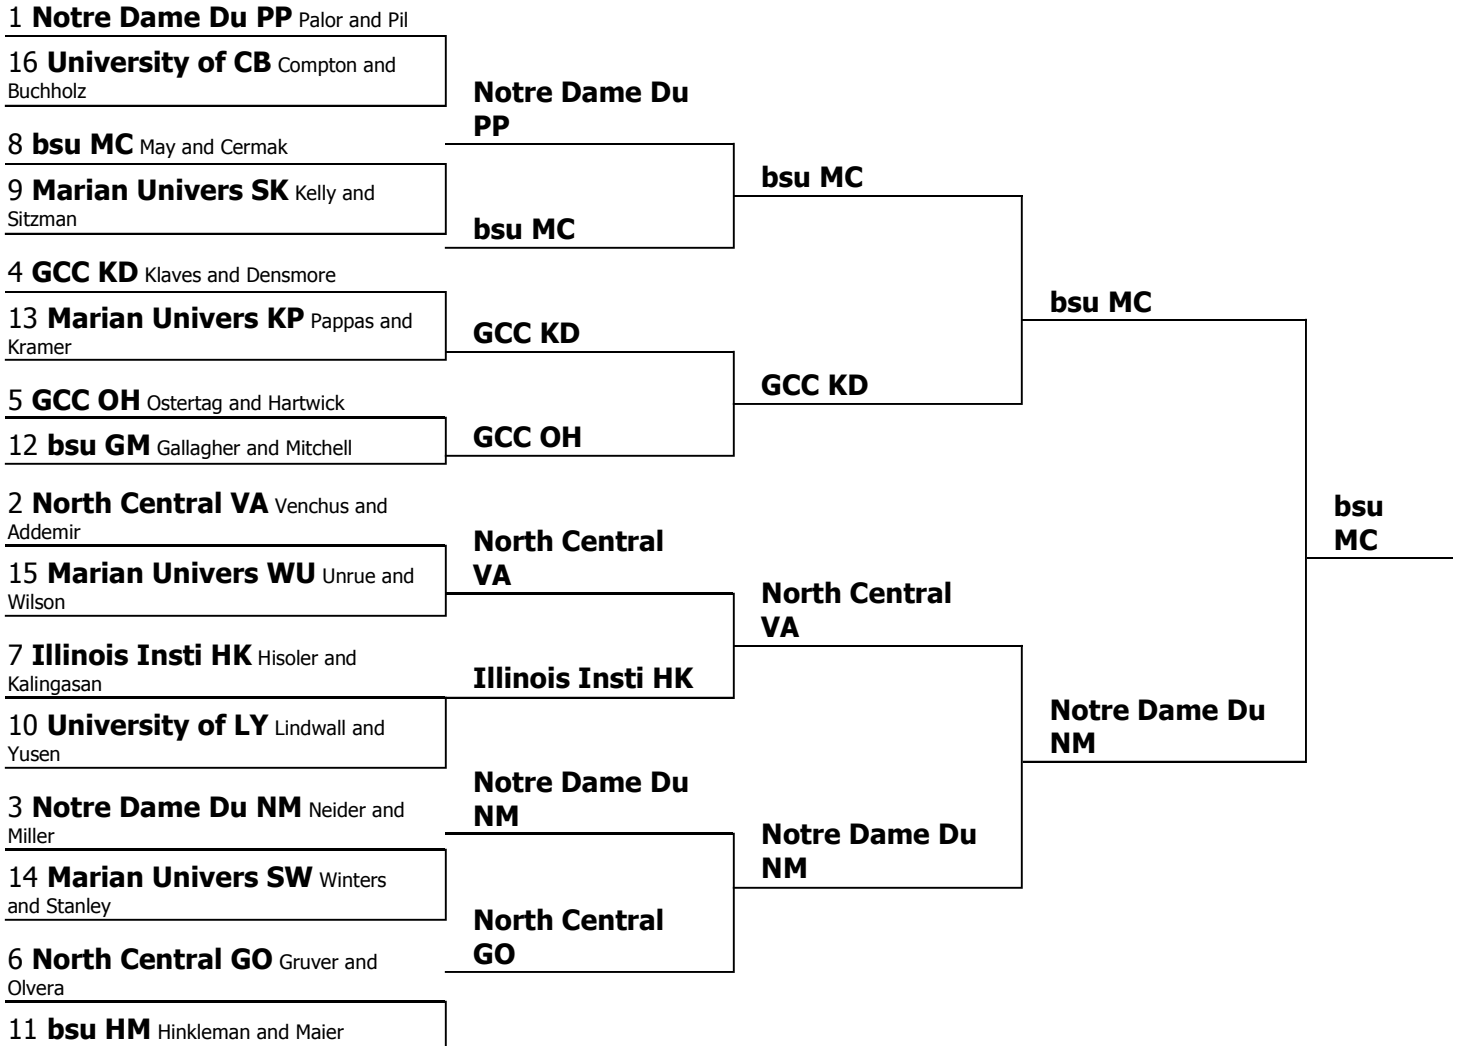 1 Notre Dame Du PP Palor and Pil
16 University of CB Compton and
Buchholz
8 bsu MC May and Cermak
9 Marian Univers SK Kelly and
Sitzman
4 GCC KD Klaves and Densmore
13 Marian Univers KP Pappas and
Kramer
5 GCC OH Ostertag and Hartwick
12 bsu GM Gallagher and Mitchell
2 North Central VA Venchus and
Addemir
15 Marian Univers WU Unrue and
Wilson
7 Illinois Insti HK Hisoler and
Kalingasan
10 University of LY Lindwall and
Yusen
3 Notre Dame Du NM Neider and
Miller
14 Marian Univers SW Winters
and Stanley
6 North Central GO Gruver and
Olvera
11 bsu HM Hinkleman and Maier
Notre Dame Du
PP
bsu MC
GCC KD
GCC OH
North Central
VA
Illinois Insti HK
Notre Dame Du
NM
North Central
GO
bsu MC
GCC KD
North Central
VA
Notre Dame Du
NM
bsu MC
Notre Dame Du
NM
bsu
MC